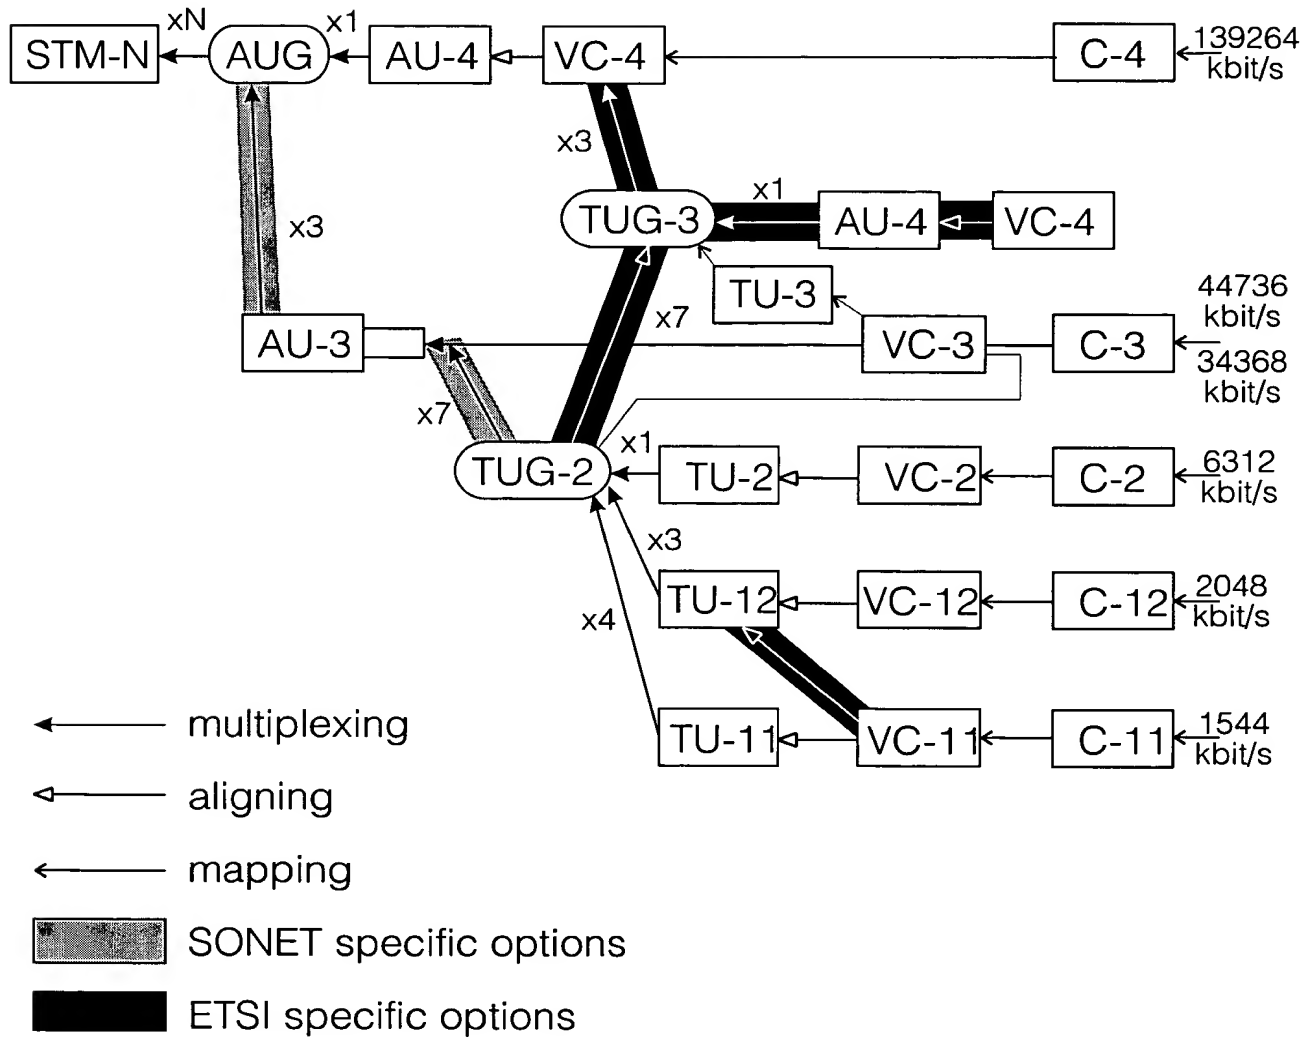 xN
x1
STM-N
AUG
AU-4
VC-4
C-4
139264
kbit/s
x3
x1
TUG-3
AU-4
VC-4
x3
TU-3
44736
kbit/s
x7
AU-3
VC-3
C-3
34368
kbit/s
x7
x1
TUG-2
TU-2
VC-2
C-2
6312
kbit/s
x3
TU-12
VC-12
C-12
2048
kbit/s
x4
TU-11
VC-11
C-11
1544
kbit/s
multiplexing
aligning
mapping
SONET specific options
ETSI specific options